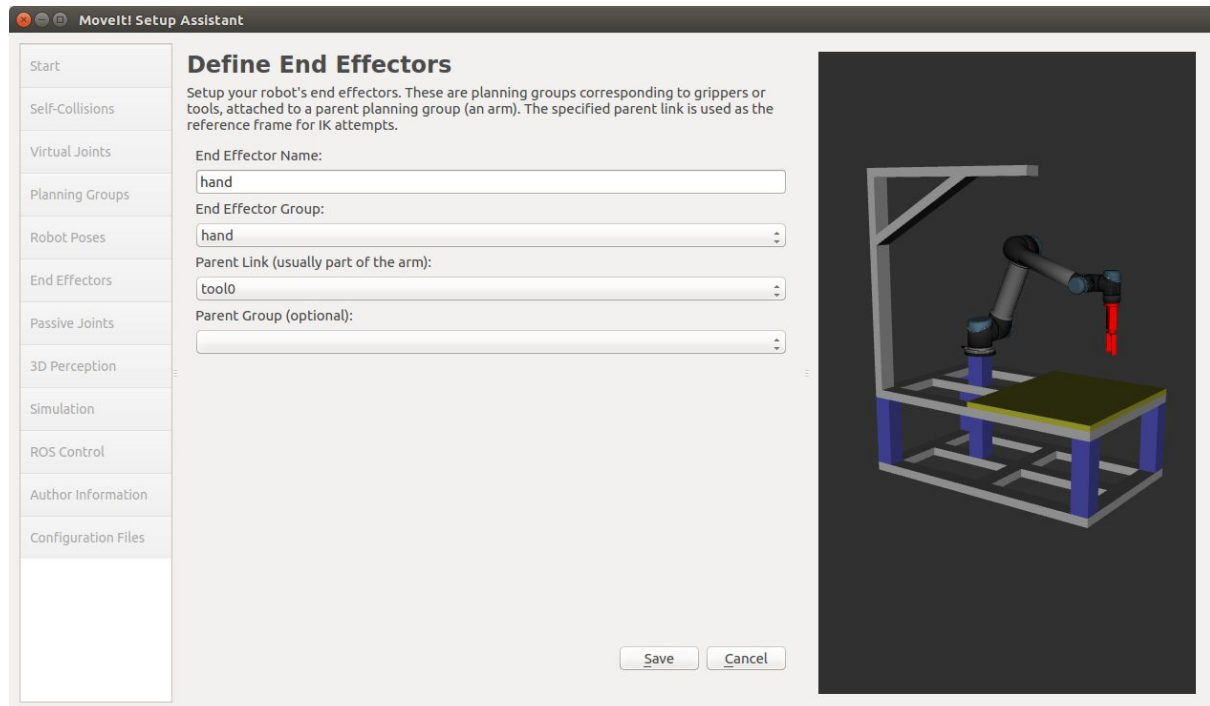 MoveIt! Setup Assistant
Start
Self-Collisions
Virtual Joints
Planning Groups
Robot Poses
End Effectors
Passive Joints
3D Perception
Simulation
ROS Control
Author Information
Configuration Files
Define End Effectors
Setup your robot's end effectors. These are planning groups corresponding to grippers or
tools, attached to a parent planning group (an arm). The specified parent link is used as the
reference frame for IK attempts.
End Effector Name:
hand
End Effector Group:
hand
Parent Link (usually part of the arm):
tool0
Parent Group (optional):
Save
Cancel